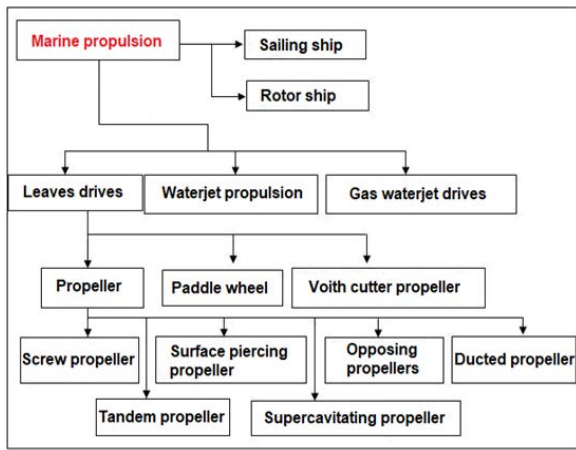 Marine propulsion
Sailing ship
Rotor ship
Leaves drives
Waterjet propulsion
Gas waterjet drives
Propeller
Paddle wheel
Voith cutter propeller
Screw propeller
Surface piercing
propeller
Opposing
propellers
Ducted propeller
Tandem propeller
Supercavitating propeller